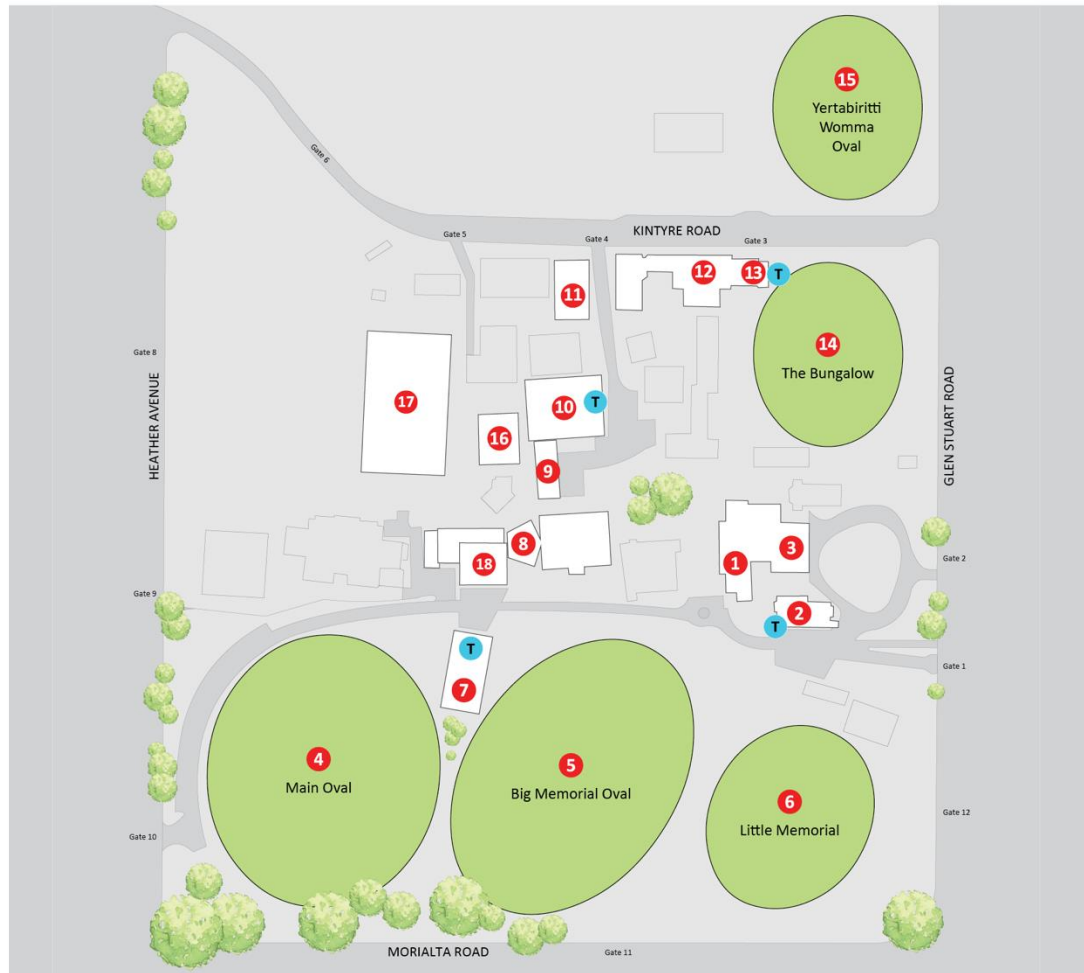 15
Yertabiritti
Womma
Oval
Gate 6
KINTYRE ROAD
Gate 5
Gate 4
Gate 3
12
13
T
11
14
The Bungalow
Gate 8
HEATHER AVENUE
GLEN STUART ROAD
17
10
T
16
9
8
18
1
3
Gate 2
Gate 9
2
T
Gate 1
T
7
4
Main Oval
5
Big Memorial Oval
6
Little Memorial
Gate 10
Gate 12
MORIALTA ROAD
Gate 11